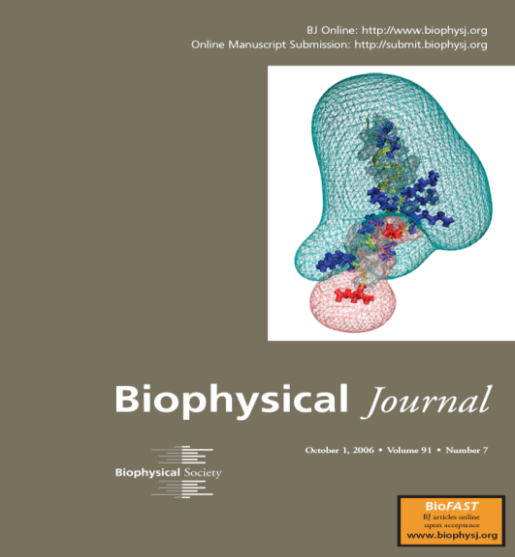 BJ Online: http://www.biophysj.org
Online Manuscript Submission: http://submit.biophysj.org
Biophysical Journal
October 1, 2006 • Volume 91 • Number 7
Biophysical Society
BioFAST
BJ articles online
upon acceptance
www.biophysj.org